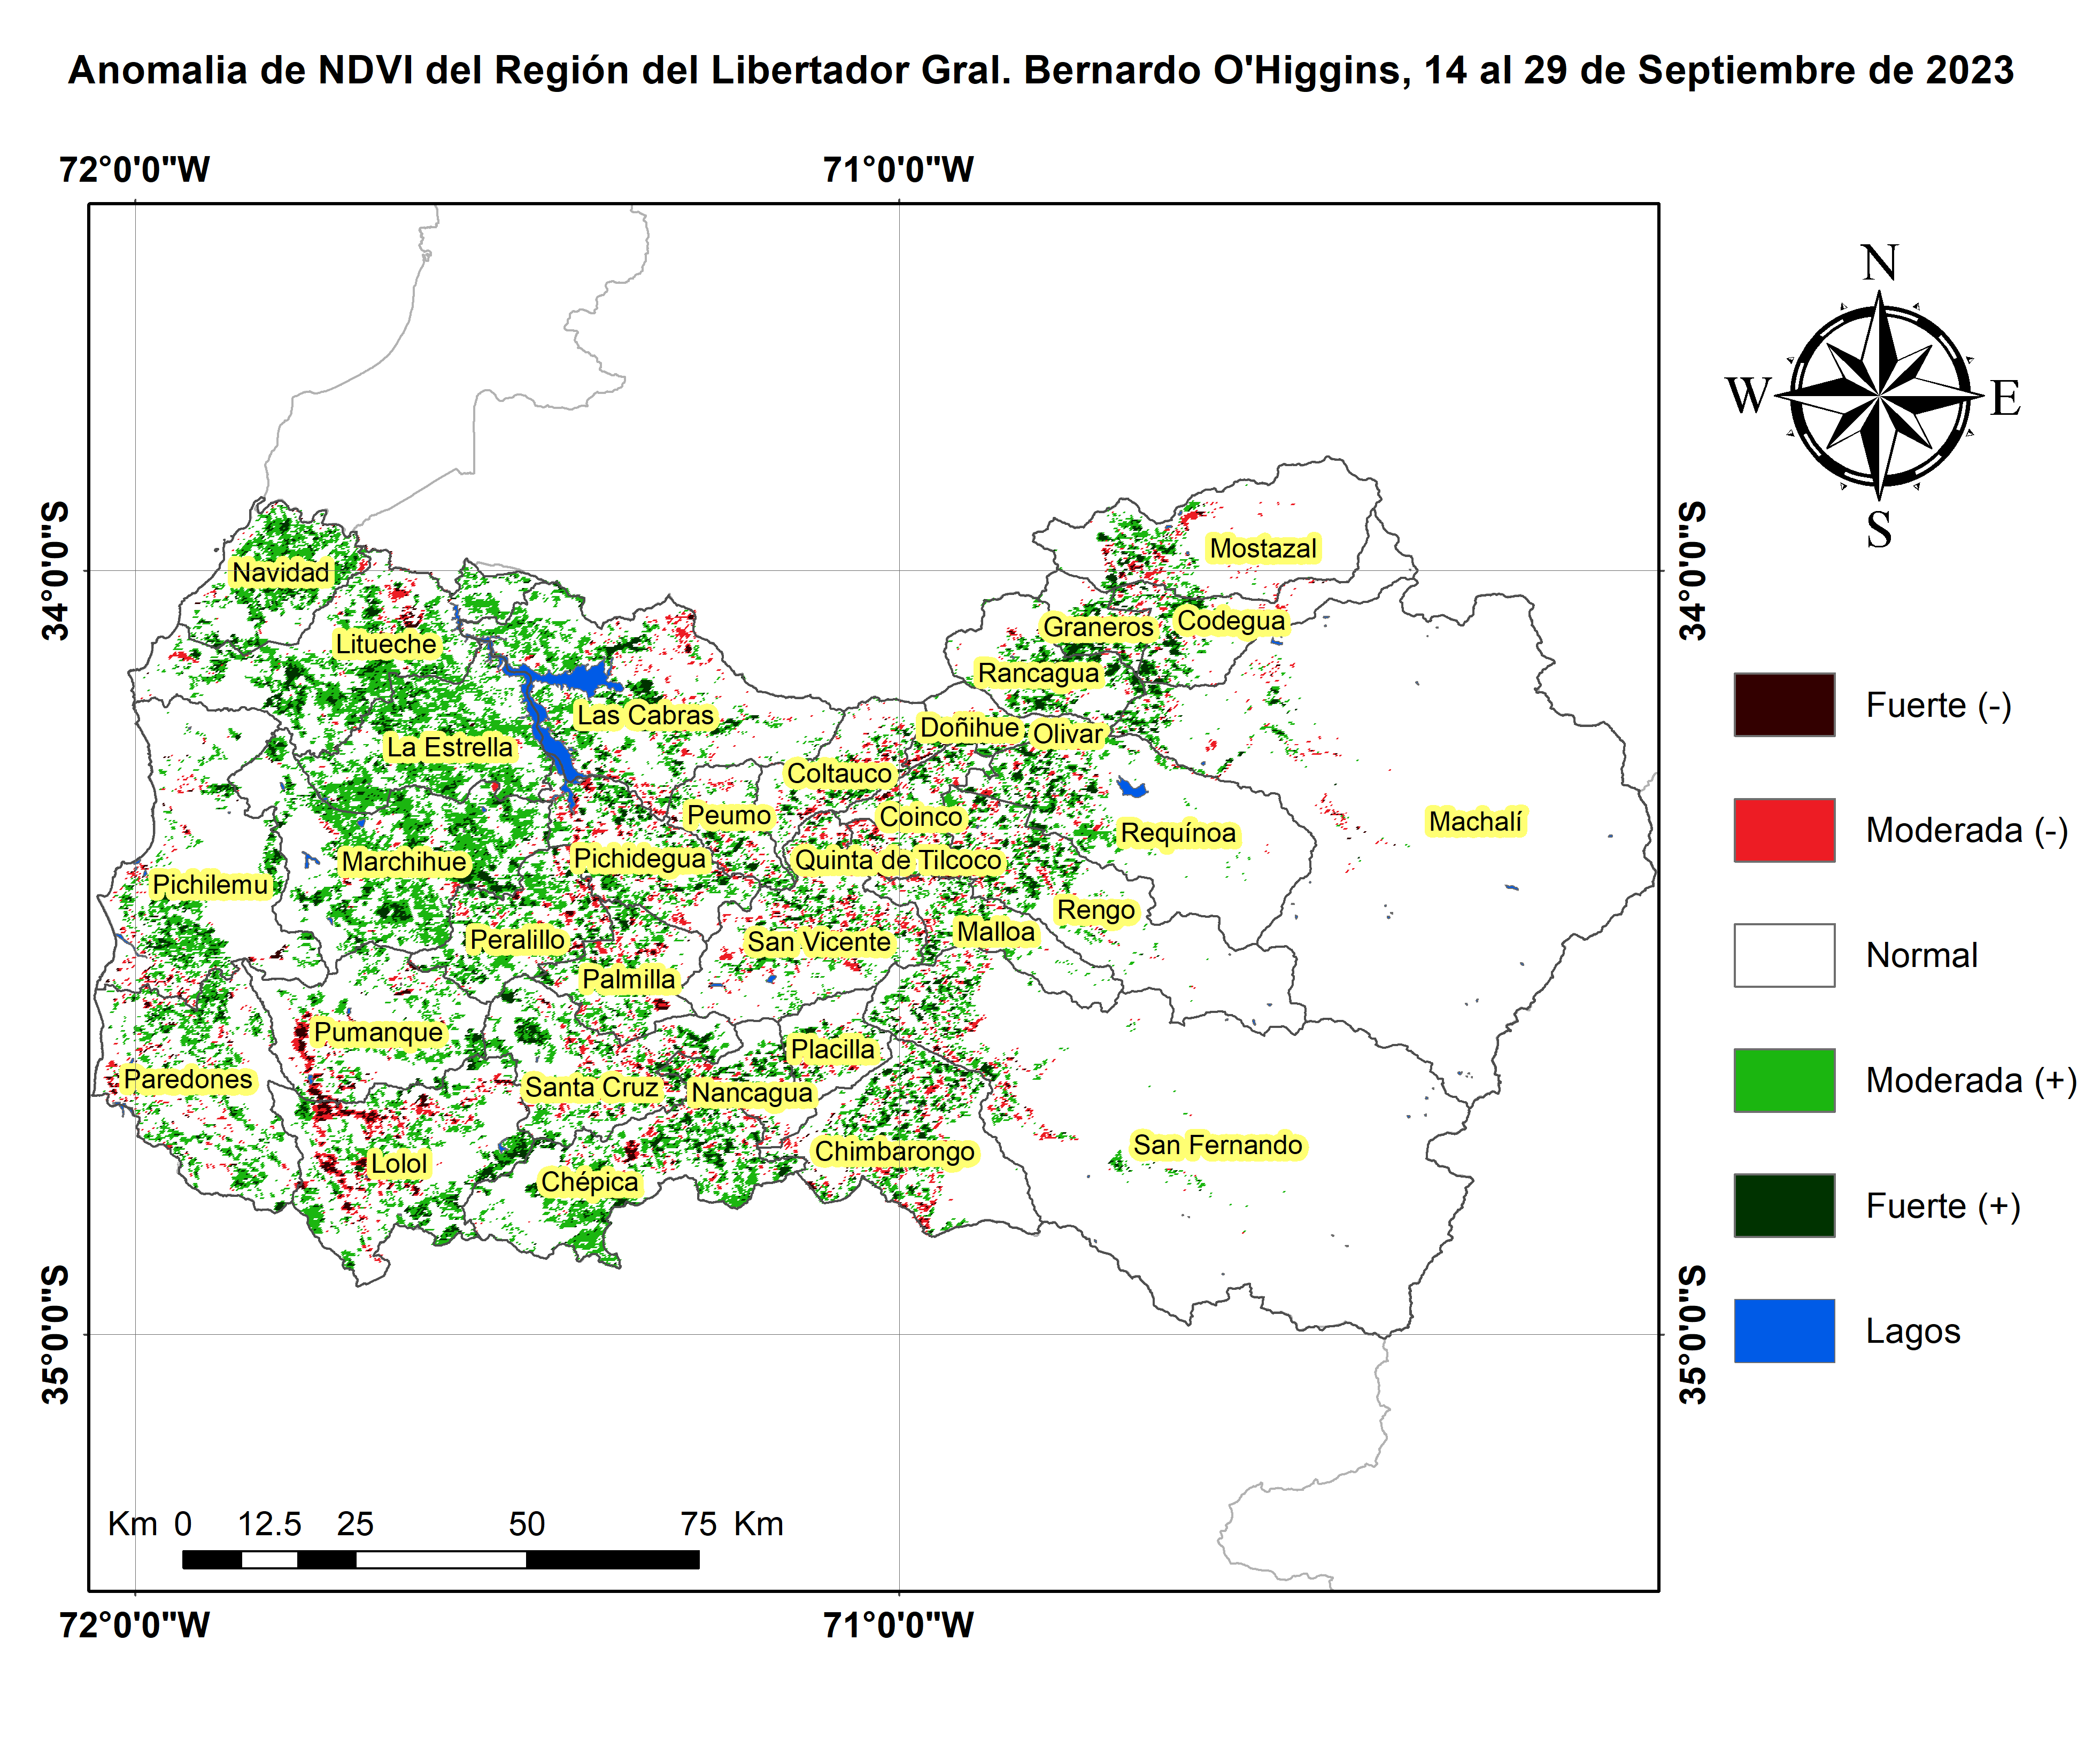 Anomalia de NDVI del Región del Libertador Gral. Bernardo O'Higgins, 14 al 29 de Septiembre de 2023
72°0'0"W 71°0'0"W
34°0'0"S
34°0'0"S
35°0'0"S
35°0'0"S
N
W
E
S
Mostazal
Navidad
Codegua
Graneros
Litueche
Rancagua
Las Cabras
Doñihue
Olivar
La Estrella
Coltauco
Peumo
Coinco
Machalí
Requínoa
Marchihue
Pichidegua
Quinta de Tilcoco
Pichilemu
Rengo
Malloa
Peralillo
San Vicente
Palmilla
Pumanque
Placilla
Paredones
Santa Cruz
Nancagua
San Fernando
Chimbarongo
Lolol
Chépica
Fuerte (-)
Moderada (-)
Normal
Moderada (+)
Fuerte (+)
Lagos
Km 0 12.5 25 50 75 Km
72°0'0"W 71°0'0"W